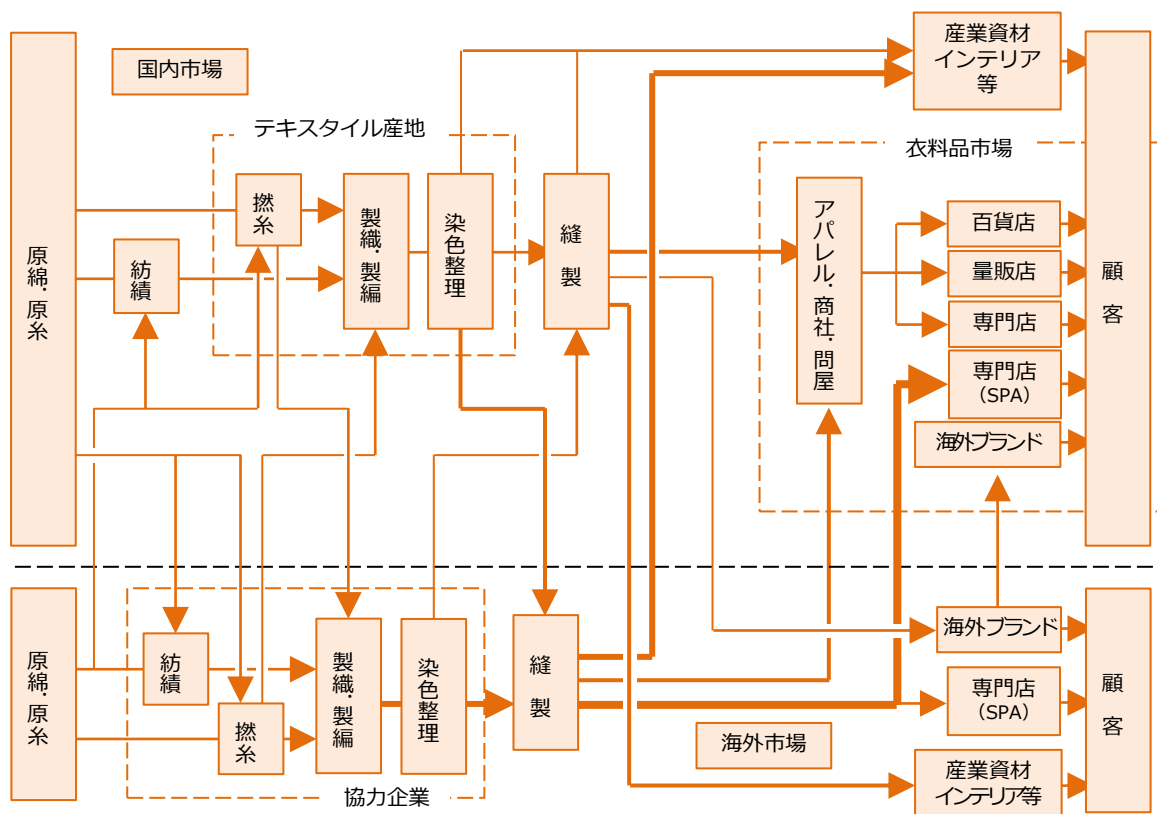 国内市場
原綿・原糸
テキスタイル産地
撚糸
紡績
製織・製編
染色整理
縫製
産業資材
インテリア
等
衣料品市場
アパレル・商社・問屋
百貨店
量販店
専門店
専門店
(SPA)
海外ブランド
顧客
原綿・原糸
紡績
撚糸
製織・製編
染色整理
協力企業
縫製
海外市場
海外ブランド
専門店
(SPA)
産業資材
インテリア等
顧客